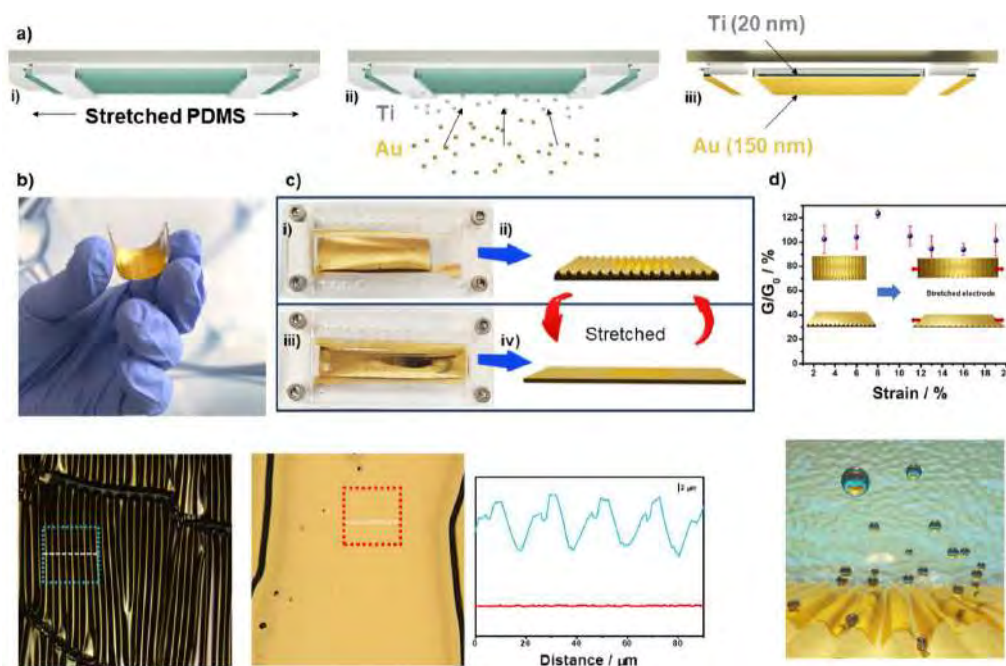 a)
Ti (20 nm)
i)
Stretched PDMS
ii)
Ti
Au
iii)
Au (150 nm)
b)
c)
d)
i)
ii)
iii)
iv)
Stretched
G/G₀ / %
120
100
80
60
40
20
0
Stretched electrode
2 4 6 8 10 12 14 16 18 20
Strain / %
2 µm
0 20 40 60 80
Distance / µm